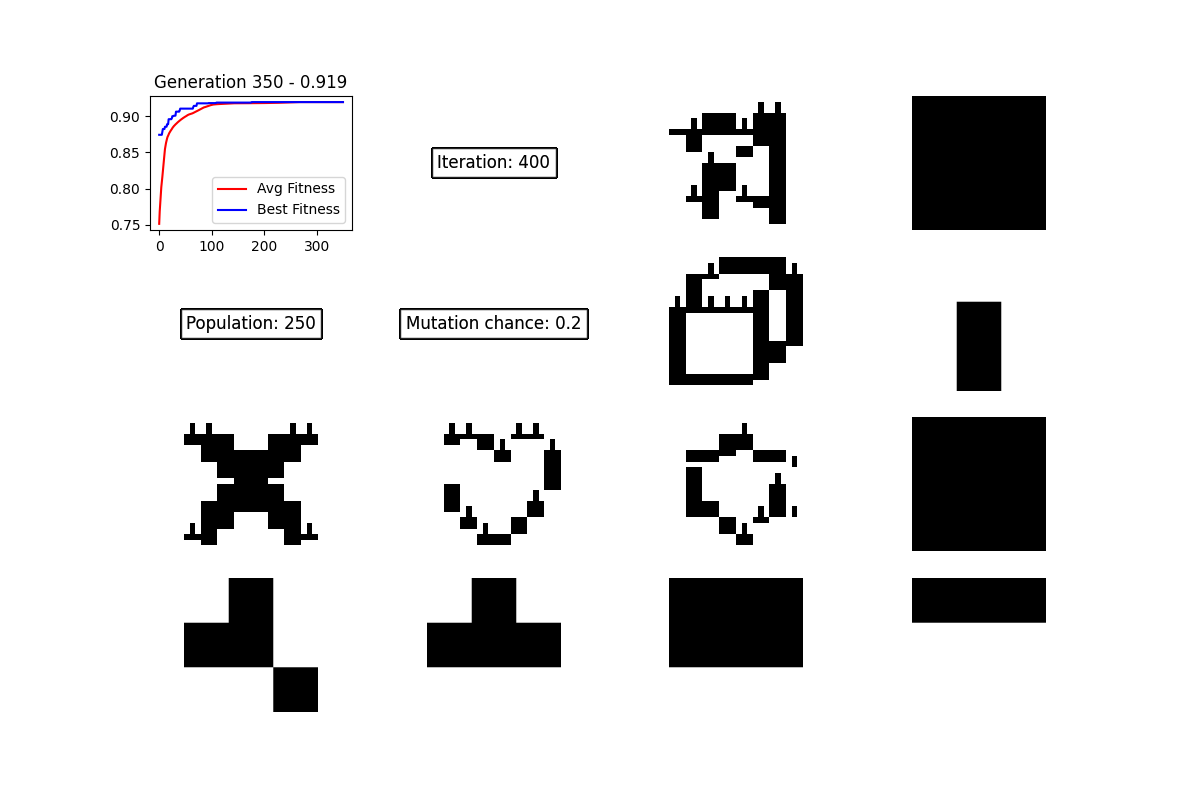 Generation 350 - 0.919
0.90
0.85
0.80
0.75
Avg Fitness
Best Fitness
0 100 200 300
Iteration: 400
Population: 250
Mutation chance: 0.2